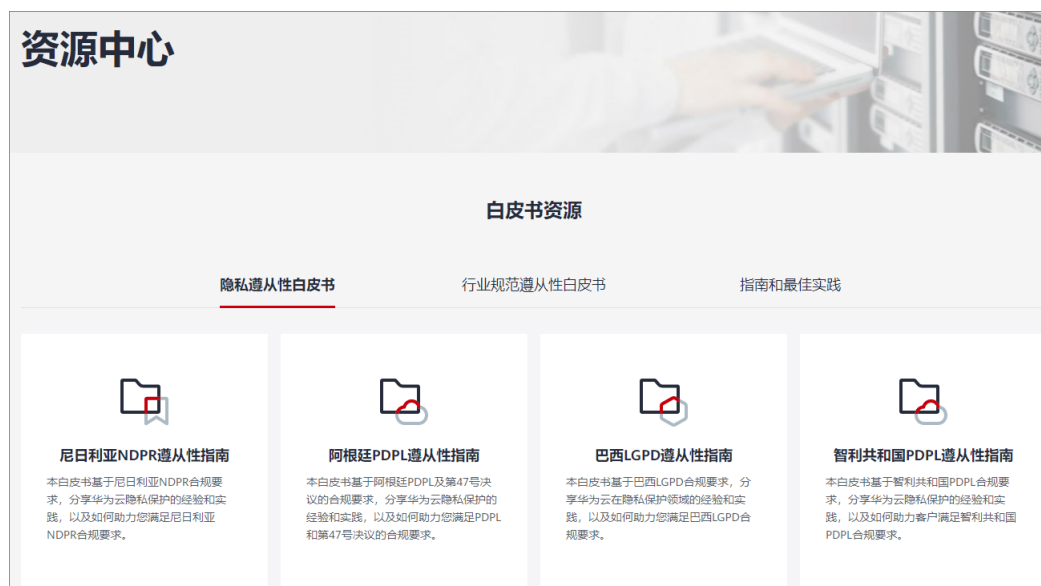 资源中心
白皮书资源
隐私遵从性白皮书
行业规范遵从性白皮书
指南和最佳实践
尼日利亚NDPR遵从性指南
本白皮书基于尼日利亚NDPR合规要
求，分享华为云隐私保护的经验和实
践，以及如何助力您满足尼日利亚
NDPR合规要求。
阿根廷PDPL遵从性指南
本白皮书基于阿根廷PDPL及第47号决
议的合规要求，分享华为云隐私保护的
经验和实践，以及如何助力您满足PDPL
和第47号决议的合规要求。
巴西LGPD遵从性指南
本白皮书基于巴西LGPD合规要求，分
享华为云在隐私保护领域的经验和实
践，以及如何助力您满足巴西LGPD合
规要求。
智利共和国PDPL遵从性指南
本白皮书基于智利共和国PDPL合规要
求，分享华为云隐私保护的经验和实
践，以及如何助力客户满足智利共和国
PDPL合规要求。